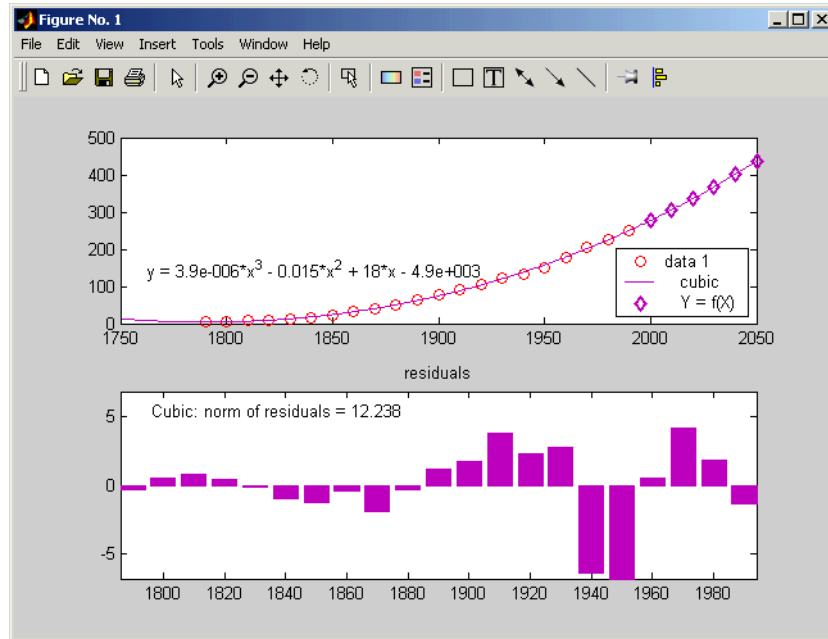 Figure No. 1
File Edit View Insert Tools Window Help
T
500
400
300
200
100
0
y = 3.9e-006*x^3 - 0.015*x^2 + 18*x - 4.9e+003
data 1
cubic
Y = f(X)
1750 1800 1850 1900 1950 2000 2050
residuals
Cubic: norm of residuals = 12.238
5
0
-5
1800 1820 1840 1860 1880 1900 1920 1940 1960 1980